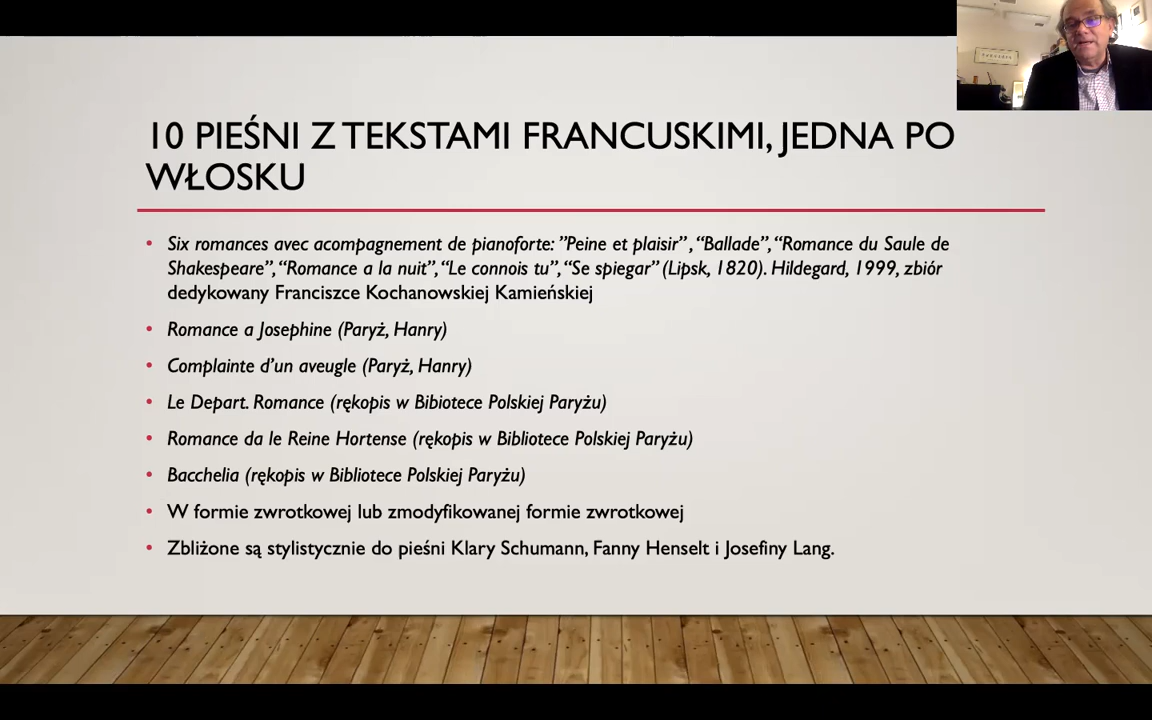 10 PIEŚNI Z TEKSTAMI FRANCUSKIMI, JEDNA PO
WŁOSKU
• Six romances avec acompagnement de pianoforte: ”Peine et plaisir” , “Ballade”, “Romance du Saule de
Shakespeare”, “Romance a la nuit”, “Le connois tu”, “Se spiegar” (Lipsk, 1820). Hildegard, 1999, zbiór
dedykowany Franciszce Kochanowskiej Kamieńskiej
• Romance a Josephine (Paryż, Hanry)
• Complainte d’un aveugle (Paryż, Hanry)
• Le Depart. Romance (rękopis w Bibiotece Polskiej Paryżu)
• Romance da le Reine Hortense (rękopis w Bibliotece Polskiej Paryżu)
• Bacchelia (rękopis w Bibliotece Polskiej Paryżu)
• W formie zwrotkowej lub zmodyfikowanej formie zwrotkowej
• Zbliżone są stylistycznie do pieśni Klary Schumann, Fanny Henselt i Josefiny Lang.